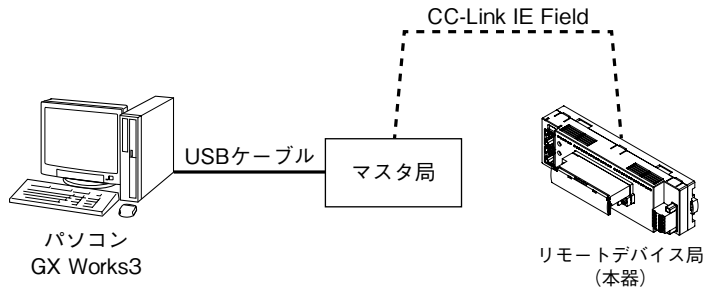 CC-Link IE Field
USBケーブル
マスタ局
パソコン
GX Works3
リモートデバイス局
（本器）